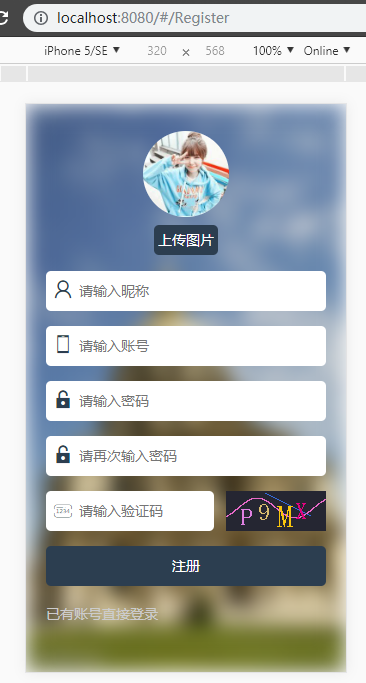 localhost:8080/#/Register
iPhone 5/SE ▼ 320 × 568 100% ▼ Online ▼
上传图片
请输入昵称
请输入账号
请输入密码
请再次输入密码
1234 请输入验证码 P9MX
注册
已有账号直接登录